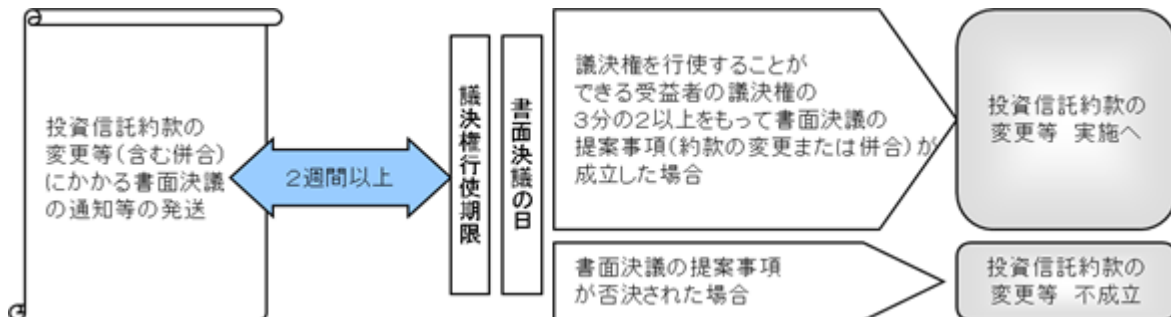 投資信託約款の
変更等(含む併合)
にかかる書面決議
の通知等の発送
2週間以上
議決権行使期限
書面決議の日
議決権を行使することが
できる受益者の議決権の
3分の2以上をもって書面決議の
提案事項(約款の変更または併合)が
成立した場合
投資信託約款の
変更等 実施へ
書面決議の提案事項
が否決された場合
投資信託約款の
変更等 不成立